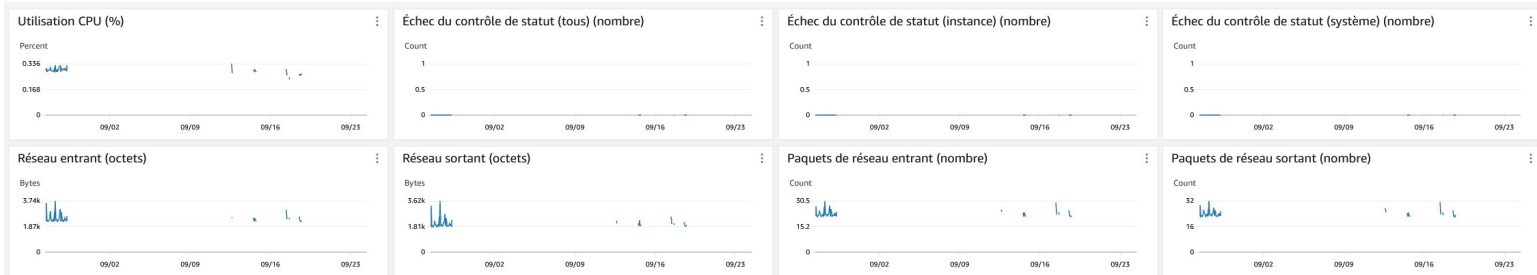 Utilisation CPU (%)
Percent
0.336
0.168
0
09/02 09/09 09/16 09/23
Échec du contrôle de statut (tous) (nombre)
Count
1
0.5
0
09/02 09/09 09/16 09/23
Échec du contrôle de statut (instance) (nombre)
Count
1
0.5
0
09/02 09/09 09/16 09/23
Échec du contrôle de statut (système) (nombre)
Count
1
0.5
0
09/02 09/09 09/16 09/23
Réseau entrant (octets)
Bytes
3.74k
1.87k
0
09/02 09/09 09/16 09/23
Réseau sortant (octets)
Bytes
3.62k
1.81k
0
09/02 09/09 09/16 09/23
Paquets de réseau entrant (nombre)
Count
30.5
15.2
0
09/02 09/09 09/16 09/23
Paquets de réseau sortant (nombre)
Count
32
16
0
09/02 09/09 09/16 09/23